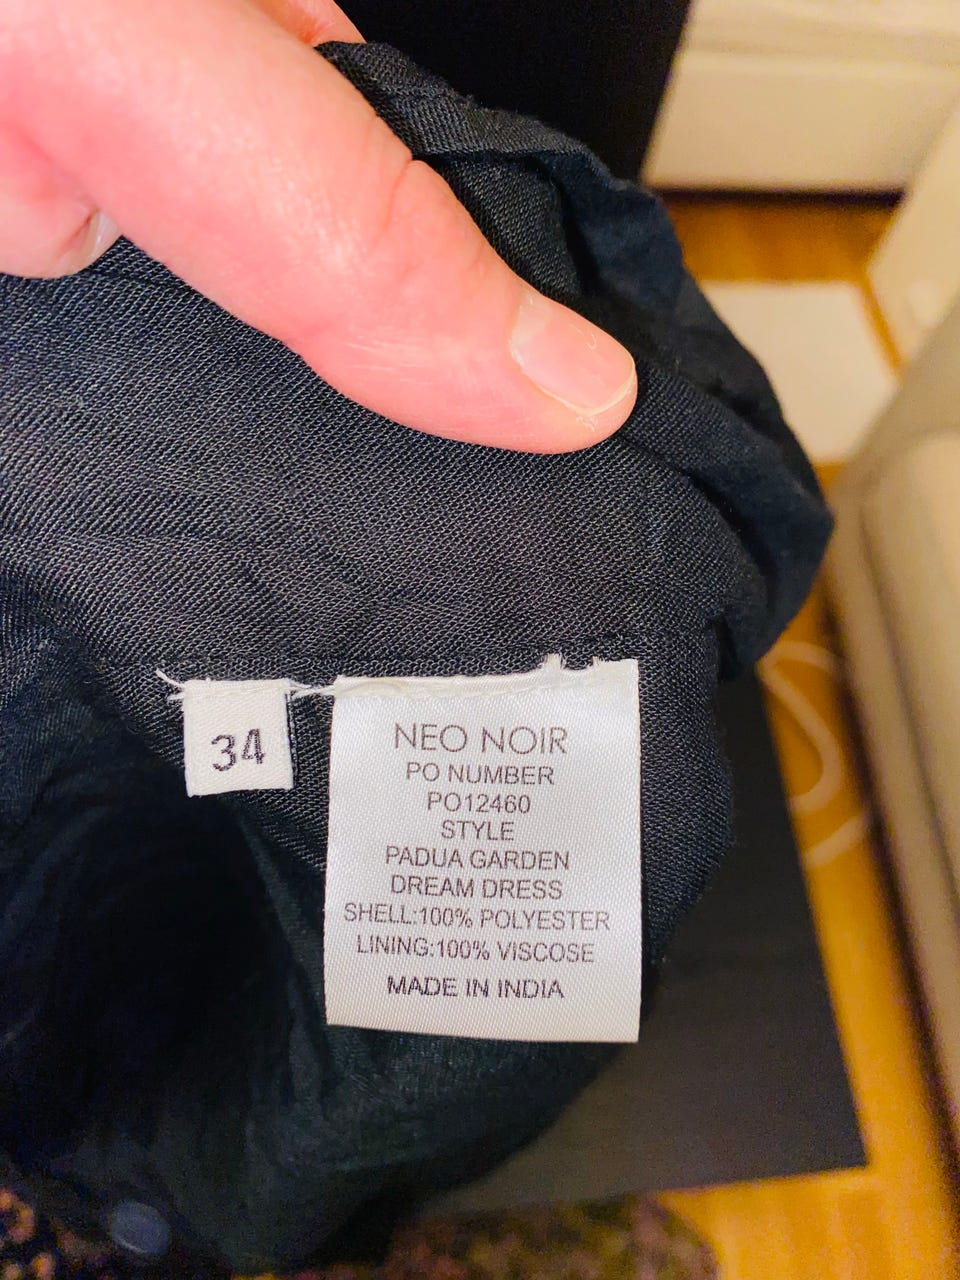 34
NEO NOIR
PO NUMBER
PO12460
STYLE
PADUA GARDEN
DREAM DRESS
SHELL:100% POLYESTER
LINING:100% VISCOSE
MADE IN INDIA